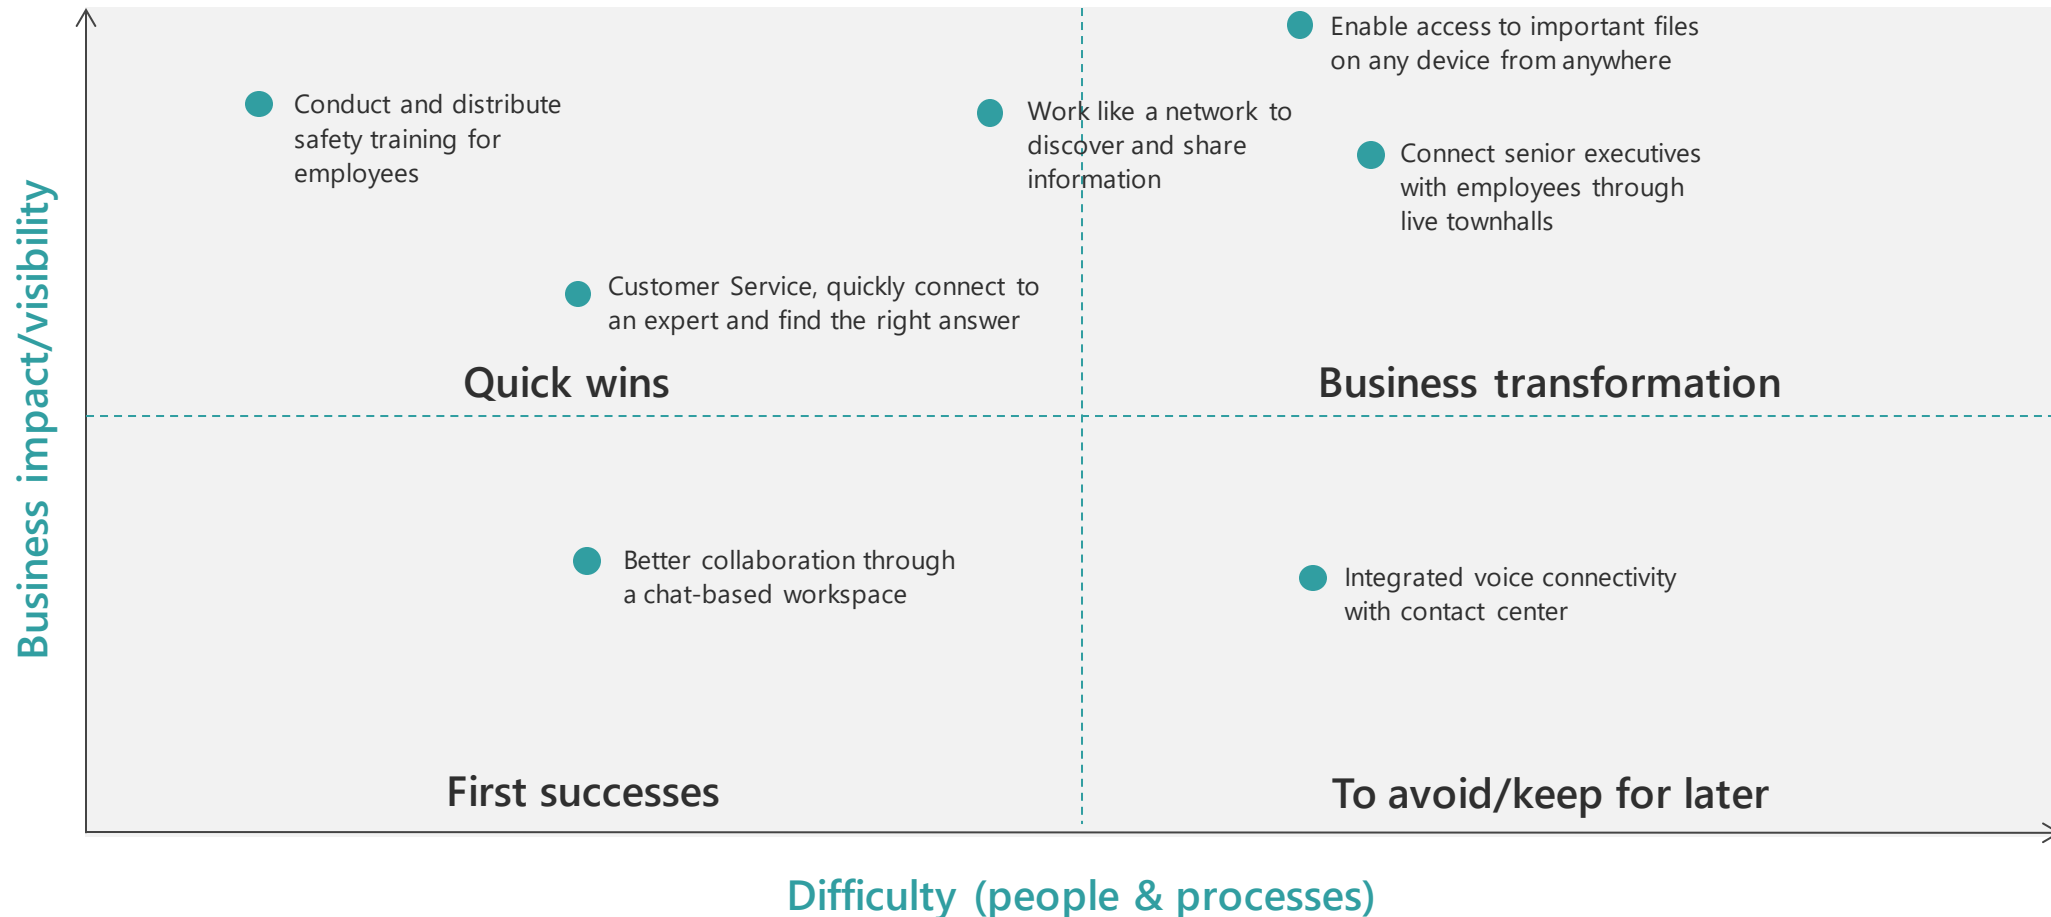 Business impact/visibility
Enable access to important files
on any device from anywhere
Conduct and distribute
safety training for
employees
Work like a network to
discover and share
information
Connect senior executives
with employees through
live townhalls
Customer Service, quickly connect to
an expert and find the right answer
Quick wins
Business transformation
Better collaboration through
a chat-based workspace
Integrated voice connectivity
with contact center
First successes
To avoid/keep for later
Difficulty (people & processes)